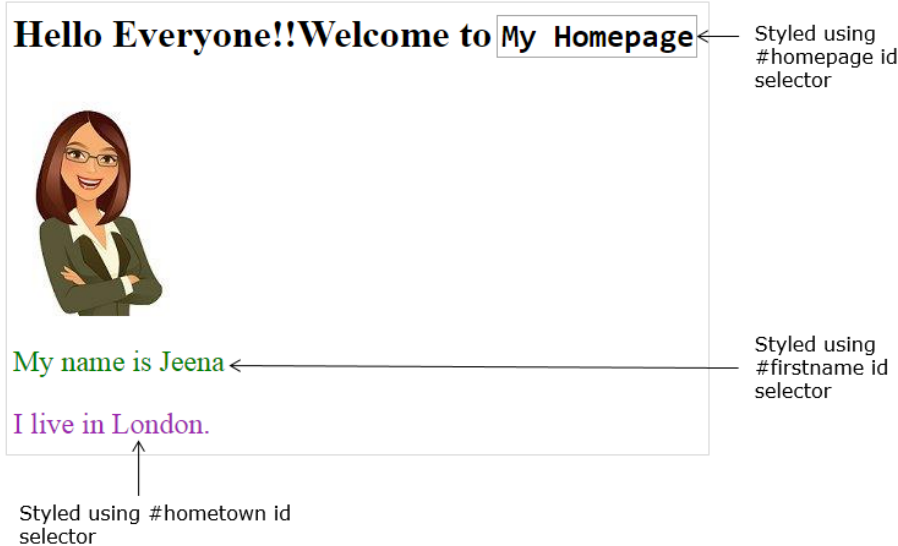 Hello Everyone!!Welcome to My Homepage
Styled using
#homepage id
selector
My name is Jeena
Styled using
#firstname id
selector
I live in London.
Styled using #hometown id
selector